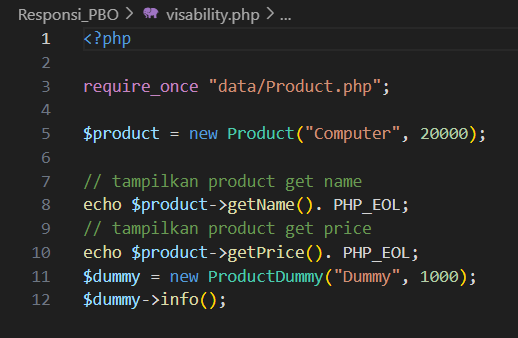 Responsi_PBO > visability.php > ...
1 <?php
2
3 require_once "data/Product.php";
4
5 $product = new Product("Computer", 20000);
6
7 // tampilkan product get name
8 echo $product->getName(). PHP_EOL;
9 // tampilkan product get price
10 echo $product->getPrice(). PHP_EOL;
11 $dummy = new ProductDummy("Dummy", 1000);
12 $dummy->info();